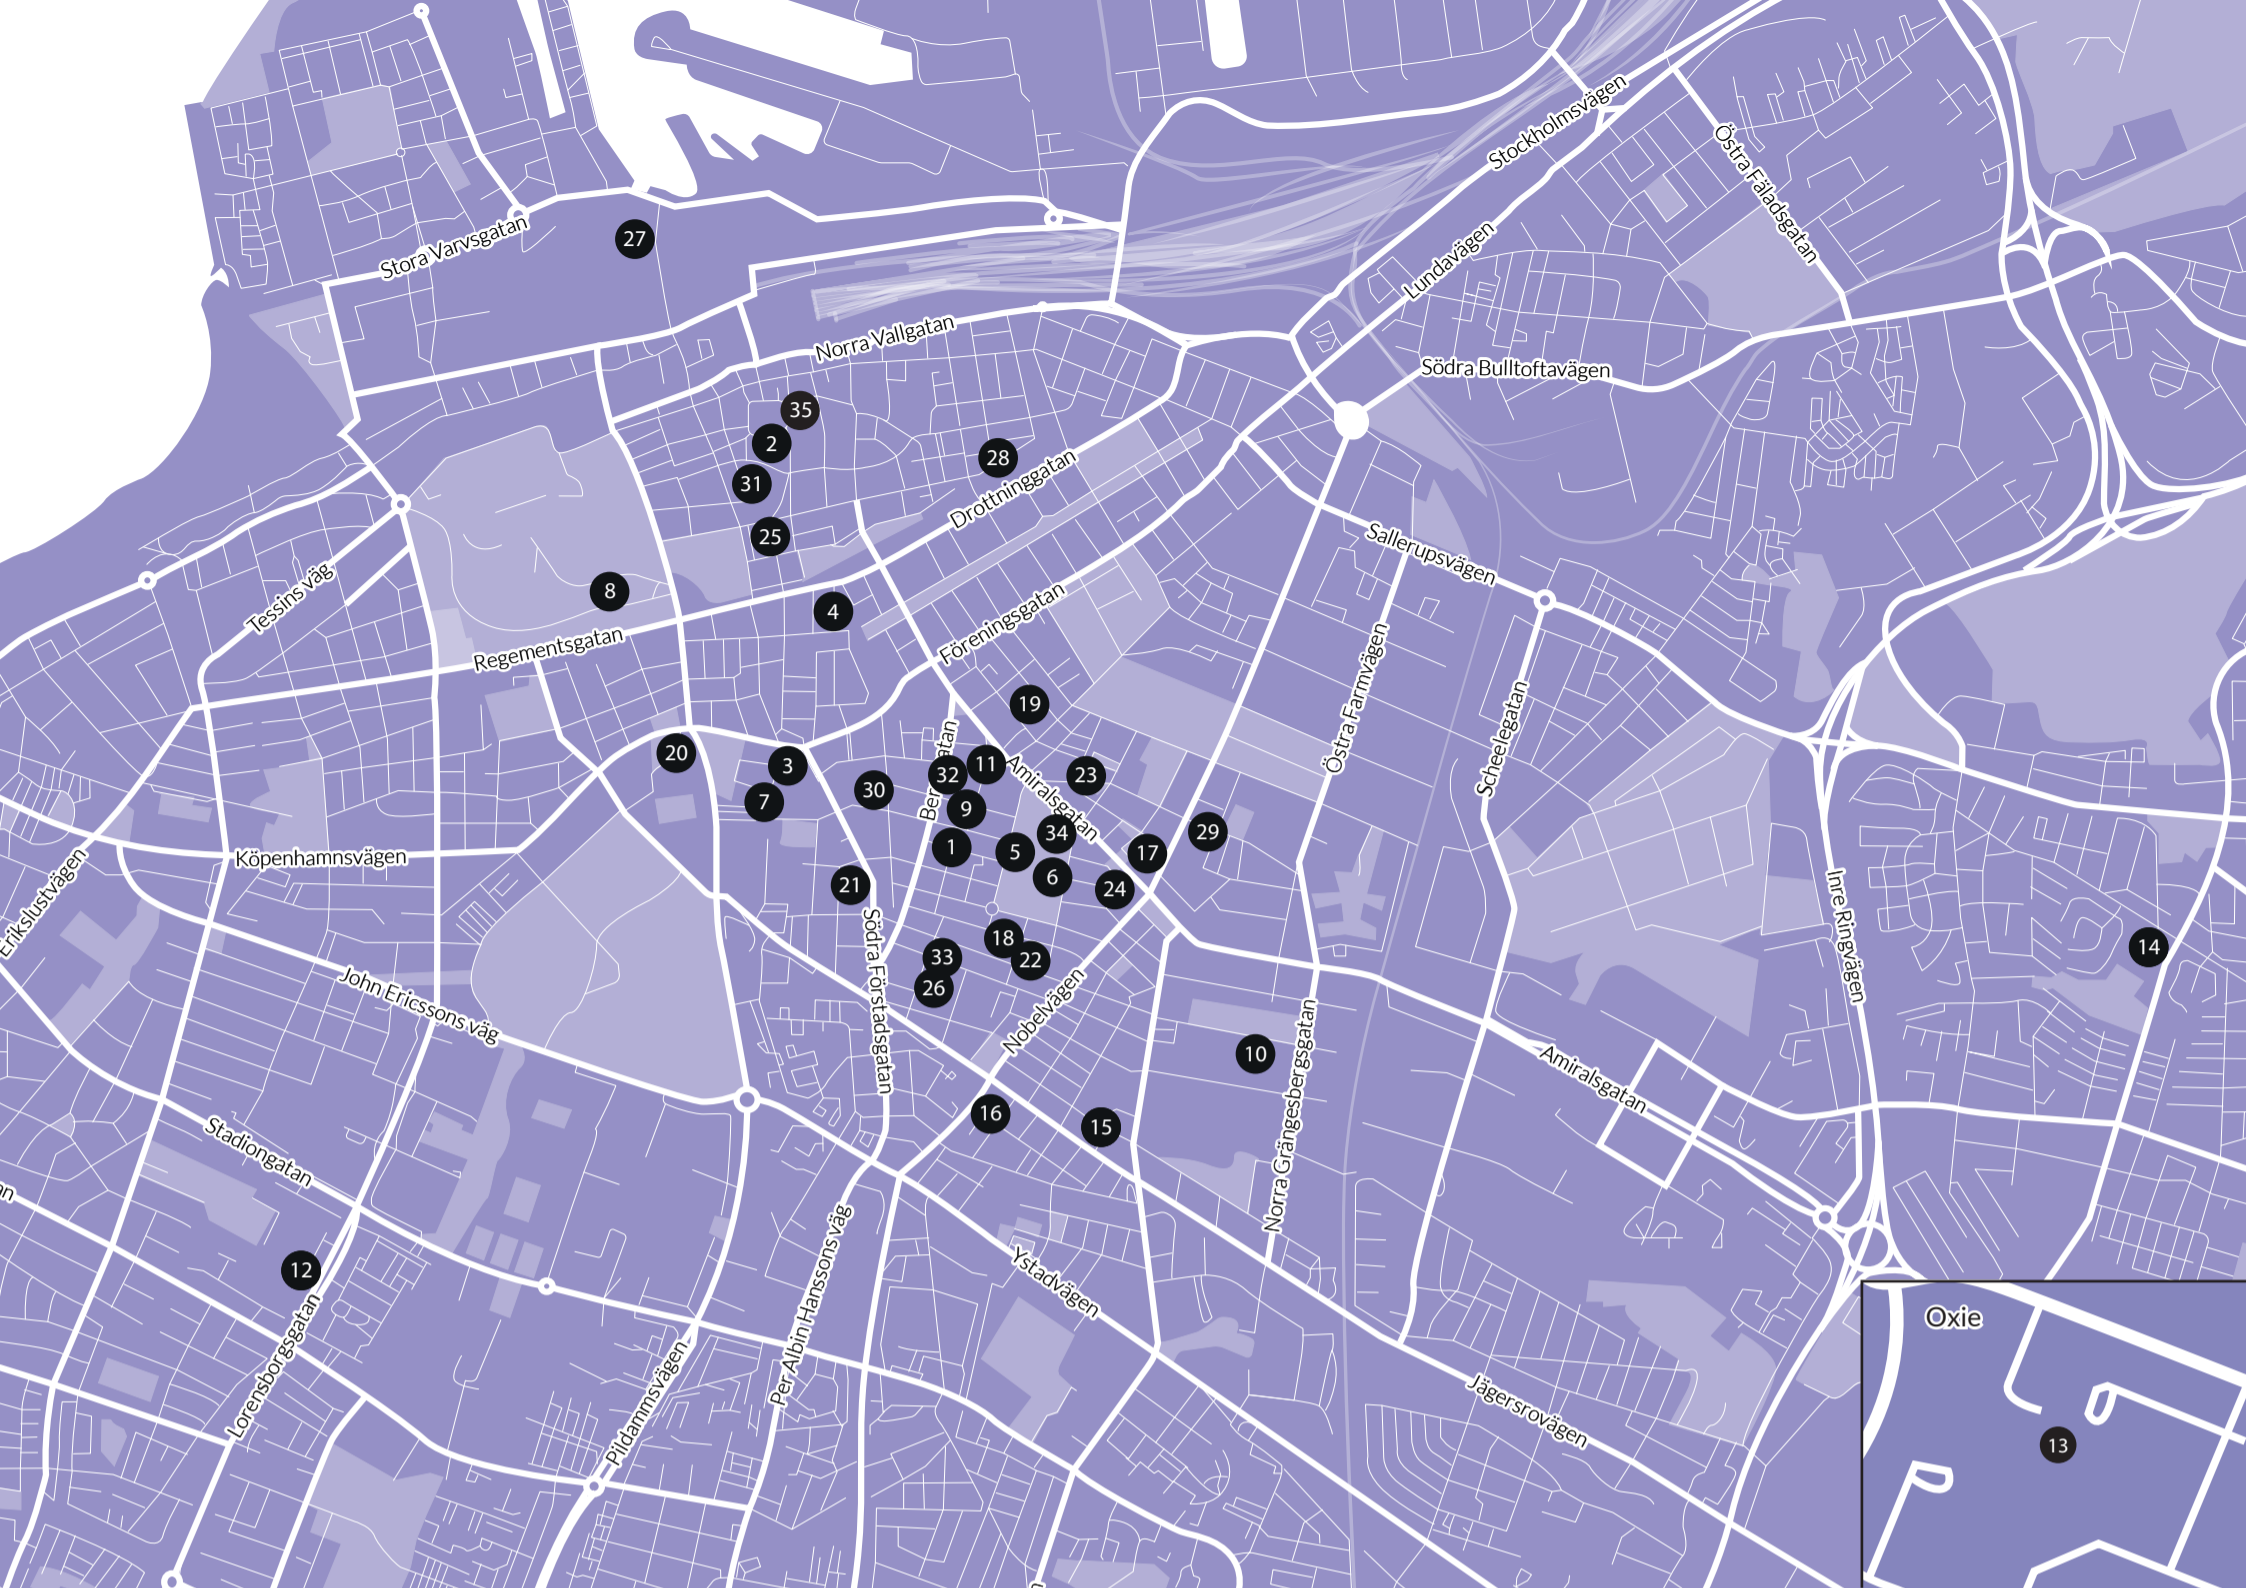 Stockholmsvägen
Östra Fäladsgatan
Stora Varvsgatan
27
Lundavägen
Norra Vallgatan
Södra Bulltoftavägen
35
2
28
31
Drottninggatan
25
Sallerupsvägen
Tessins väg
8
4
Föreningsgatan
Regementsgatan
Östra Farmvägen
19
Scheelegatan
20
3
11
32
Amiralsgatan
23
30
7
9
29
34
1
5
17
Köpenhamnsvägen
6
21
24
Erikslustvägen
Inre Ringvägen
18
14
33
22
26
Södra Förstadsgatan
John Ericssons väg
Nobelvägen
10
Norra Grängesbergsgatan
Amiralsgatan
16
15
Stadiongatan
12
Ystadvägen
Per Albin Hanssons väg
Lorensborgsgatan
Pildammsvägen
Jägersrovägen
Oxie
13